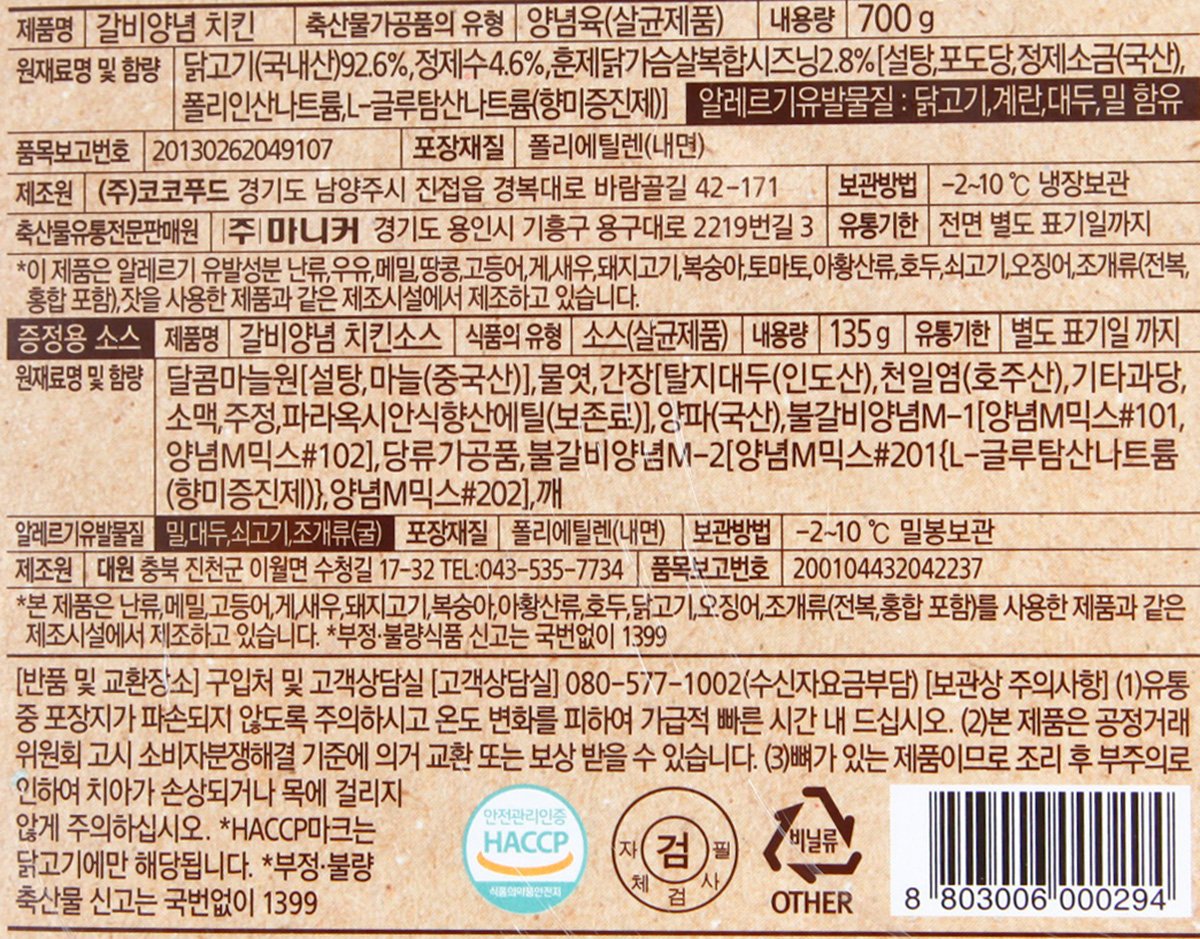 제품명 갈비양념 치킨 축산물가공품의 유형 양념육(살균제품) 내용량 700 g
원재료명 및 함량 닭고기(국내산)92.6%,정제수4.6%,훈제닭가슴살복합시즈닝2.8%[설탕,포도당,정제소금(국산),
폴리인산나트륨,L-글루탐산나트륨(향미증진제)] 알레르기유발물질 : 닭고기,계란,대두,밀 함유
품목보고번호 20130262049107 포장재질 폴리에틸렌(내면)
제조원 (주)코코푸드 경기도 남양주시 진접읍 경복대로 바람골길 42-171 보관방법 -2~10 ℃ 냉장보관
축산물유통전문판매원 |주| 마니커 경기도 용인시 기흥구 용구대로 2219번길 3 유통기한 전면 별도 표기일까지
*이 제품은 알레르기 유발성분 난류,우유,메밀,땅콩,고등어,게,새우,돼지고기,복숭아,토마토,아황산류,호두,쇠고기,오징어,조개류(전복,
홍합 포함),잣을 사용한 제품과 같은 제조시설에서 제조하고 있습니다.
증정용 소스 제품명 갈비양념 치킨소스 식품의 유형 소스(살균제품) 내용량 135 g 유통기한 별도 표기일 까지
원재료명 및 함량 달콤마늘원[설탕,마늘(중국산)],물엿,간장[탈지대두(인도산),천일염(호주산),기타과당,
소맥,주정,파라옥시안식향산에틸(보존료)],양파(국산),불갈비양념M-1[양념M믹스#101,
양념M믹스#102],당류가공품,불갈비양념M-2[양념M믹스#201{L-글루탐산나트륨
(향미증진제)},양념M믹스#202],깨
알레르기유발물질 밀,대두,쇠고기,조개류(굴) 포장재질 폴리에틸렌(내면) 보관방법 -2~10 ℃ 밀봉보관
제조원 대원 충북 진천군 이월면 수청길 17-32 TEL:043-535-7734 품목보고번호 200104432042237
*본 제품은 난류,메밀,고등어,게,새우,돼지고기,복숭아,아황산류,호두,닭고기,오징어,조개류(전복,홍합 포함)를 사용한 제품과 같은
제조시설에서 제조하고 있습니다. *부정·불량식품 신고는 국번없이 1399
[반품 및 교환장소] 구입처 및 고객상담실 [고객상담실] 080-577-1002(수신자요금부담) [보관상 주의사항] (1)유통
중 포장지가 파손되지 않도록 주의하시고 온도 변화를 피하여 가급적 빠른 시간 내 드십시오. (2)본 제품은 공정거래
위원회 고시 소비자분쟁해결 기준에 의거 교환 또는 보상 받을 수 있습니다. (3)뼈가 있는 제품이므로 조리 후 부주의로
인하여 치아가 손상되거나 목에 걸리지
않게 주의하십시오. *HACCP마크는
닭고기에만 해당됩니다. *부정·불량
축산물 신고는 국번없이 1399
안전관리인증
HACCP
식품의약품안전처
자체검사필
검
비닐류
OTHER
8 803006 000294